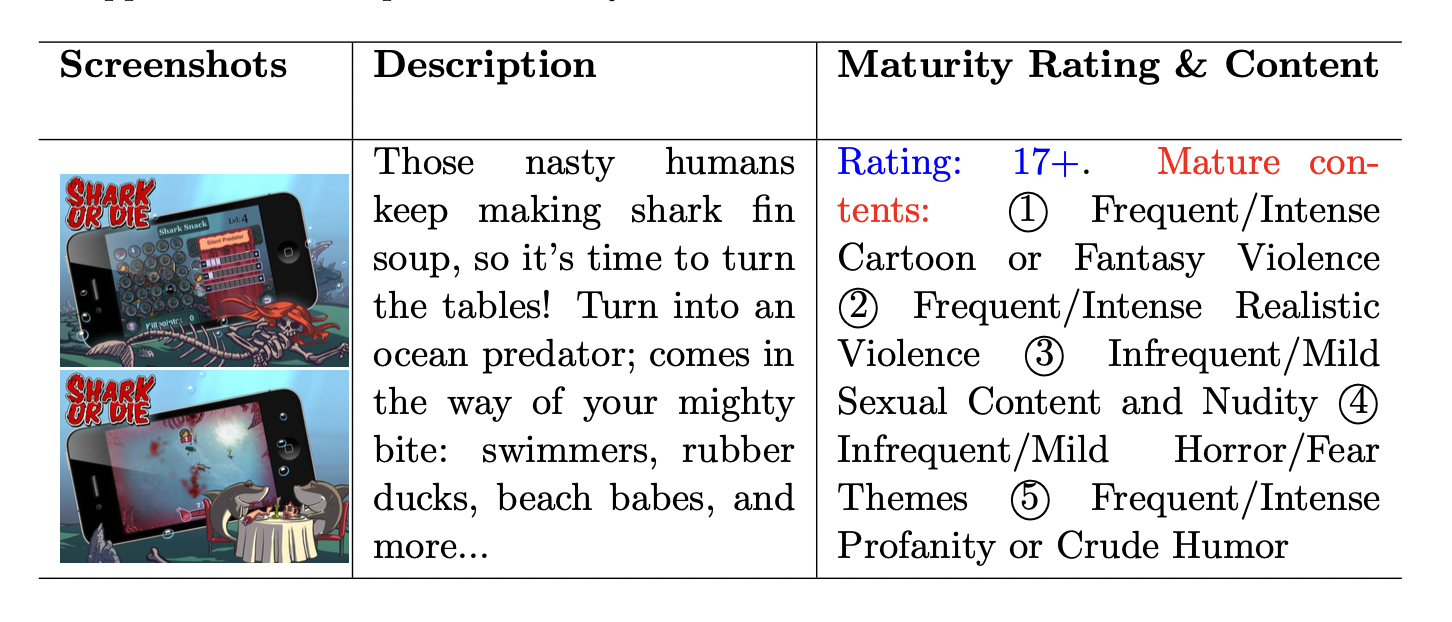 Screenshots
Description
Maturity Rating & Content
SHARK
OR DIE
Lvl: 4
Shark Snack
Silent Predator
Killpoints: 0
SHARK
OR DIE
Those nasty humans
keep making shark fin
soup, so it's time to turn
the tables! Turn into an
ocean predator; comes in
the way of your mighty
bite: swimmers, rubber
ducks, beach babes, and
more...
Rating: 17+. Mature con-
tents: ① Frequent/Intense
Cartoon or Fantasy Violence
② Frequent/Intense Realistic
Violence ③ Infrequent/Mild
Sexual Content and Nudity ④
Infrequent/Mild Horror/Fear
Themes ⑤ Frequent/Intense
Profanity or Crude Humor